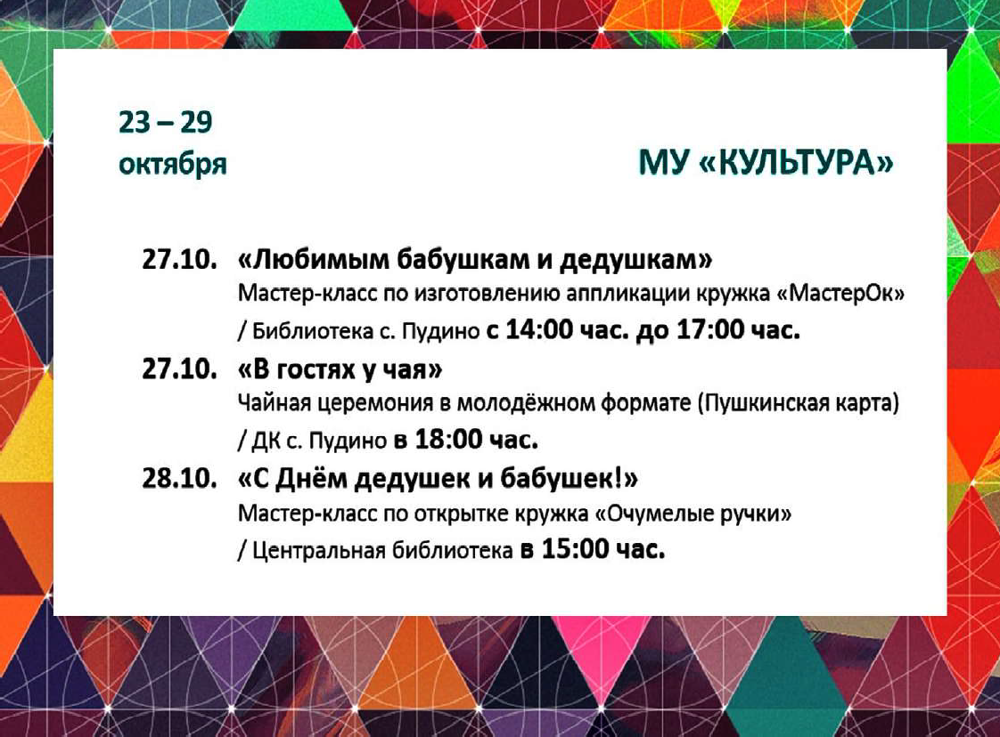 23 – 29
октября
МУ «КУЛЬТУРА»
27.10. «Любимым бабушкам и дедушкам»
Мастер-класс по изготовлению аппликации кружка «МастерОк»
/ Библиотека с. Пудино с 14:00 час. до 17:00 час.
27.10. «В гостях у чая»
Чайная церемония в молодёжном формате (Пушкинская карта)
/ ДК с. Пудино в 18:00 час.
28.10. «С Днём дедушек и бабушек!»
Мастер-класс по открытке кружка «Очумелые ручки»
/ Центральная библиотека в 15:00 час.